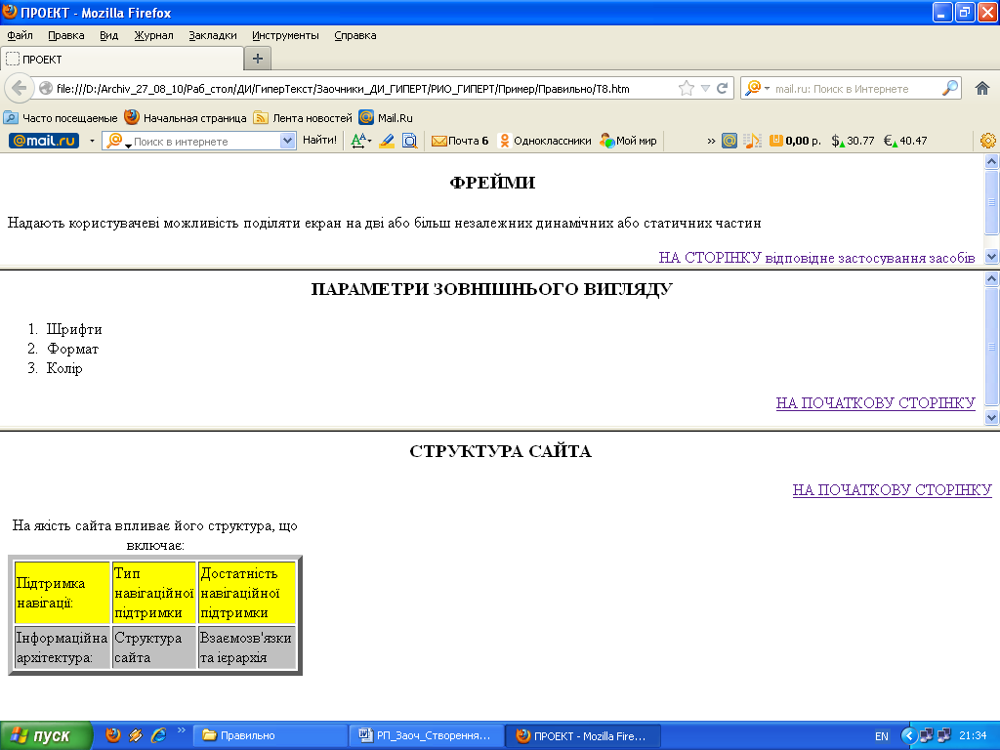 ПРОЕКТ - Mozilla Firefox
Файл Правка Вид Журнал Закладки Инструменты Справка
ПРОЕКТ
file:///D:/Archiv_27_08_10/Раб_стол/ДИ/ГиперТекст/Заочники_ДИ_ГИПЕРТ/РИО_ГИПЕРТ/Пример/Правильно/Т8.htm
mail.ru: Поиск в Интернете
Часто посещаемые Начальная страница Лента новостей Mail.Ru
@mail.ru Поиск в интернете Найти! Почта 6 Одноклассники Мой мир » 0,00 р. $ 30.77 € 40.47
ФРЕЙМИ
Надають користувачеві можливість поділяти екран на дві або більш незалежних динамічних або статичних частин
НА СТОРІНКУ відповідне застосування засобів
ПАРАМЕТРИ ЗОВНІШНЬОГО ВИГЛЯДУ
1. Шрифти
2. Формат
3. Колір
НА ПОЧАТКОВУ СТОРІНКУ
СТРУКТУРА САЙТА
НА ПОЧАТКОВУ СТОРІНКУ
На якість сайта впливає його структура, що
включає:
Підтримка
навігації:
Тип
навігаційної
підтримки
Достатність
навігаційної
підтримки
Інформаційна
архітектура:
Структура
сайта
Взаємозв'язки
та ієрархія
пуск » Правильно РП_Заоч_Створення... ПРОЕКТ - Mozilla Fire... EN 21:34